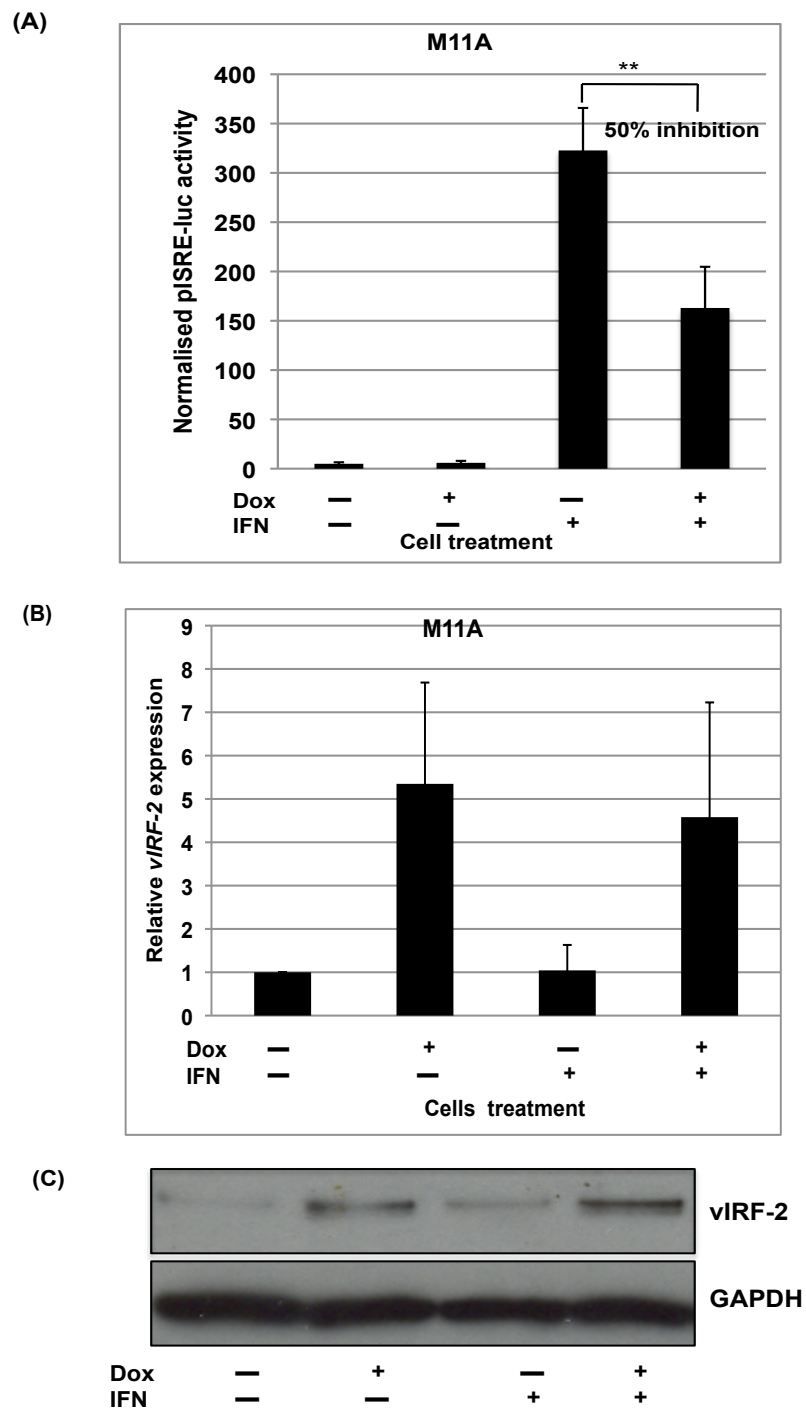 (A)
M11A
**
50% inhibition
400
350
300
250
200
150
100
50
0
Normalised pISRE-luc activity
Dox — + — +
IFN — — + +
Cell treatment
(B)
M11A
9
8
7
6
5
4
3
2
1
0
Relative vIRF-2 expression
Dox — + — +
IFN — — + +
Cells treatment
(C)
vIRF-2
GAPDH
Dox — + — +
IFN — — + +